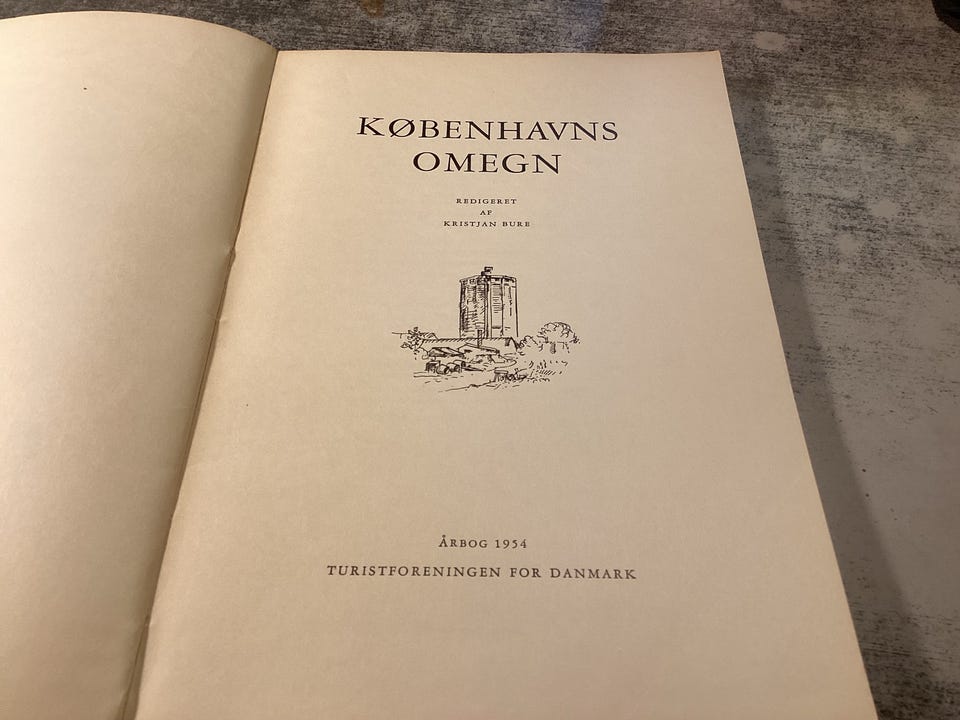 KØBENHAVNS
OMEGN
REDIGERET
AF
KRISTJAN BURE
ÅRBOG 1954
TURISTFORENINGEN FOR DANMARK